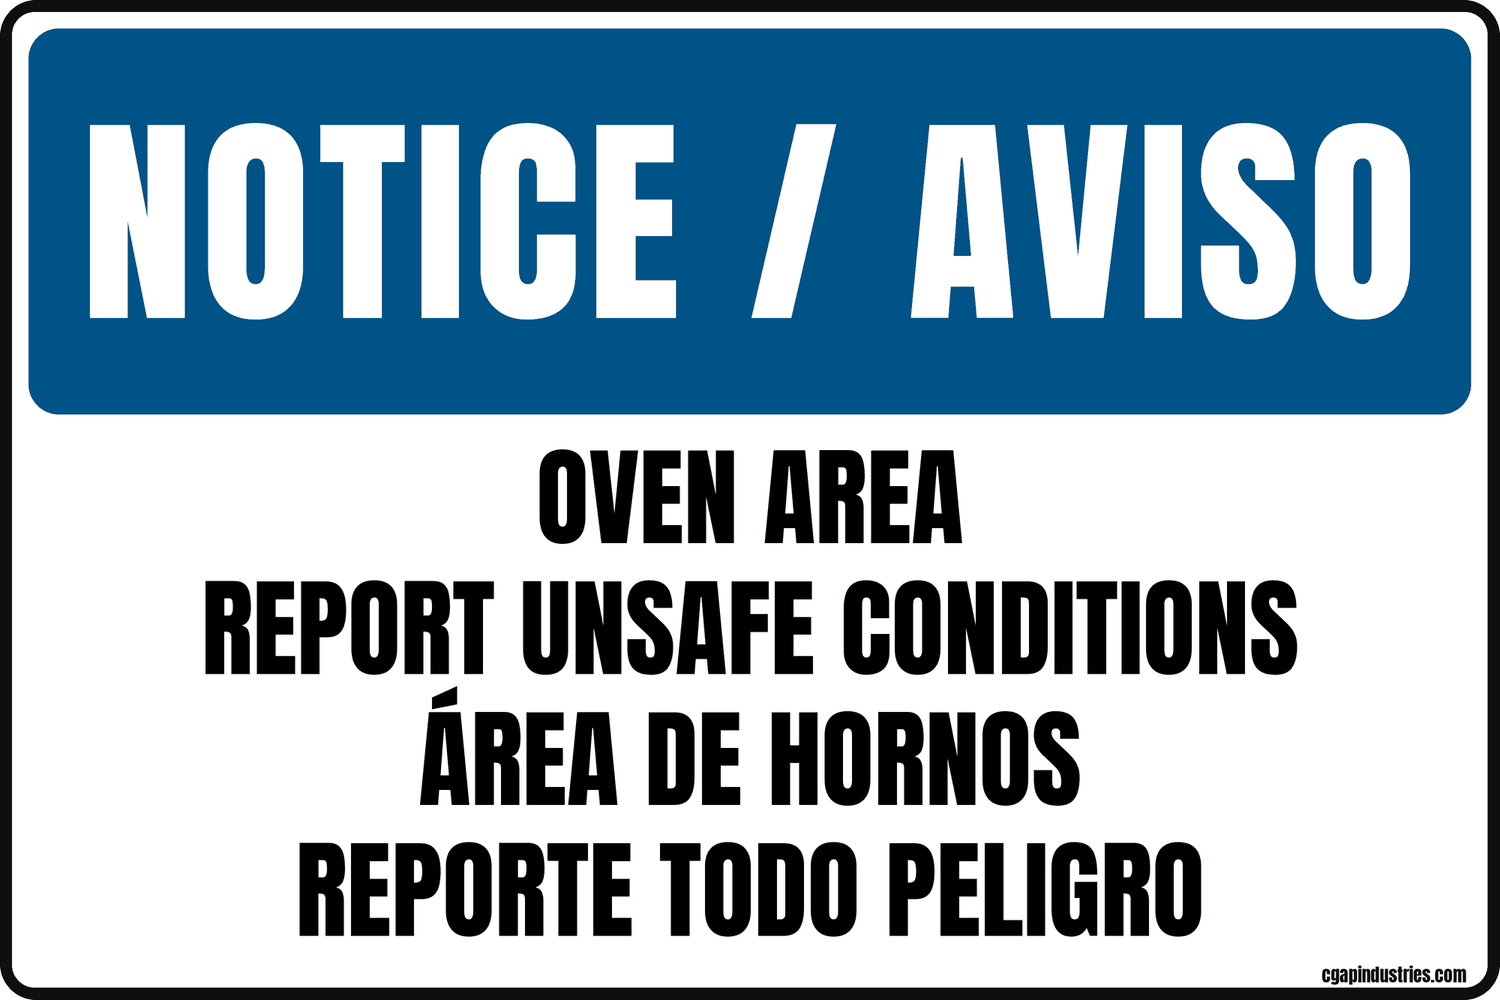 NOTICE / AVISO
OVEN AREA
REPORT UNSAFE CONDITIONS
ÁREA DE HORNOS
REPORTE TODO PELIGRO
cgapindustries.com